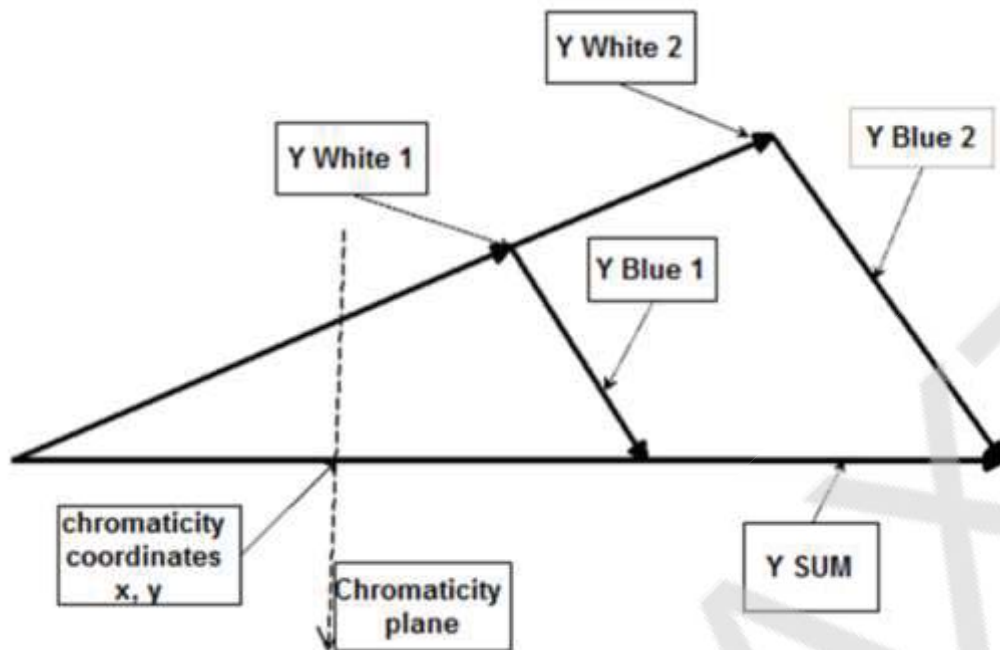 Y White 2
Y Blue 2
Y White 1
Y Blue 1
chromaticity
coordinates
x, y
Chromaticity
plane
Y SUM